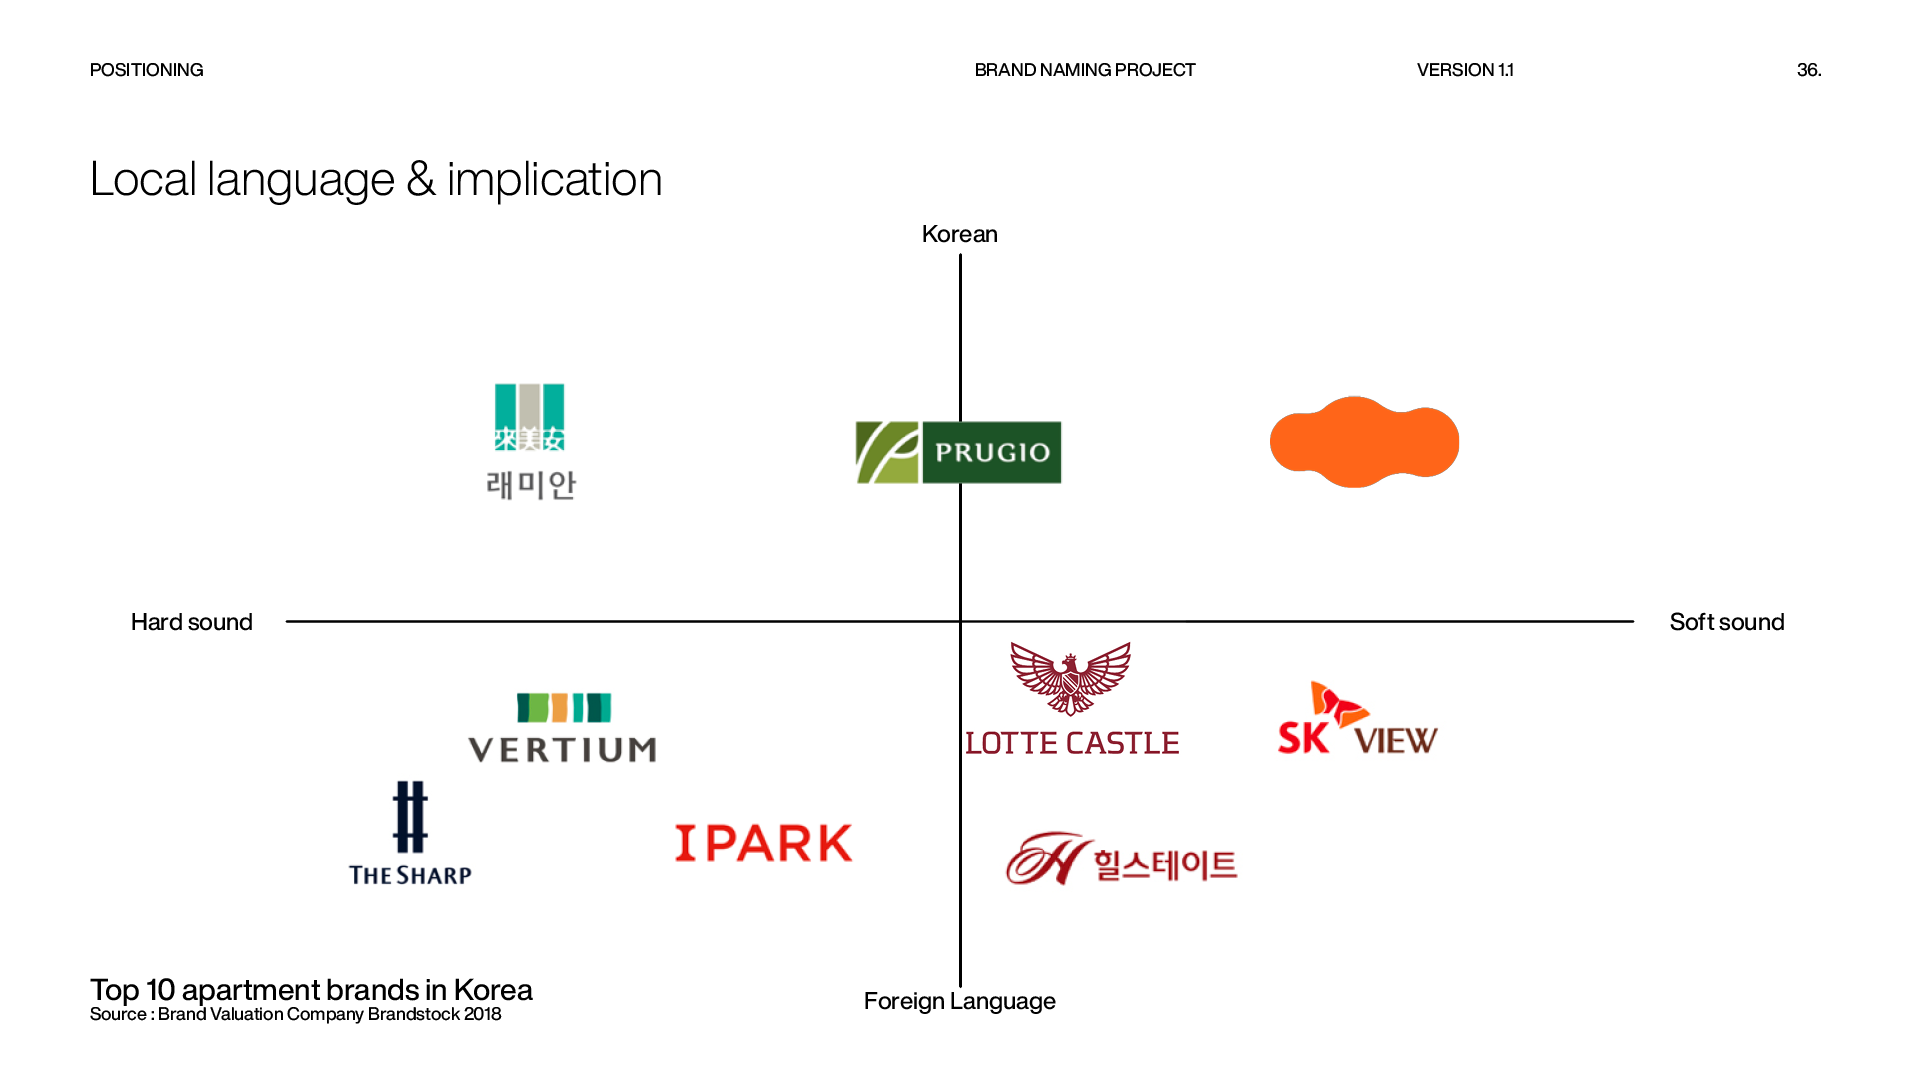 POSITIONING
BRAND NAMING PROJECT
VERSION 1.1
36.
Local language & implication
Korean
來美安
래미안
PRUGIO
Hard sound
Soft sound
VERTIUM
LOTTE CASTLE
SK VIEW
THE SHARP
I PARK
H 힐스테이트
Top 10 apartment brands in Korea
Source : Brand Valuation Company Brandstock 2018
Foreign Language